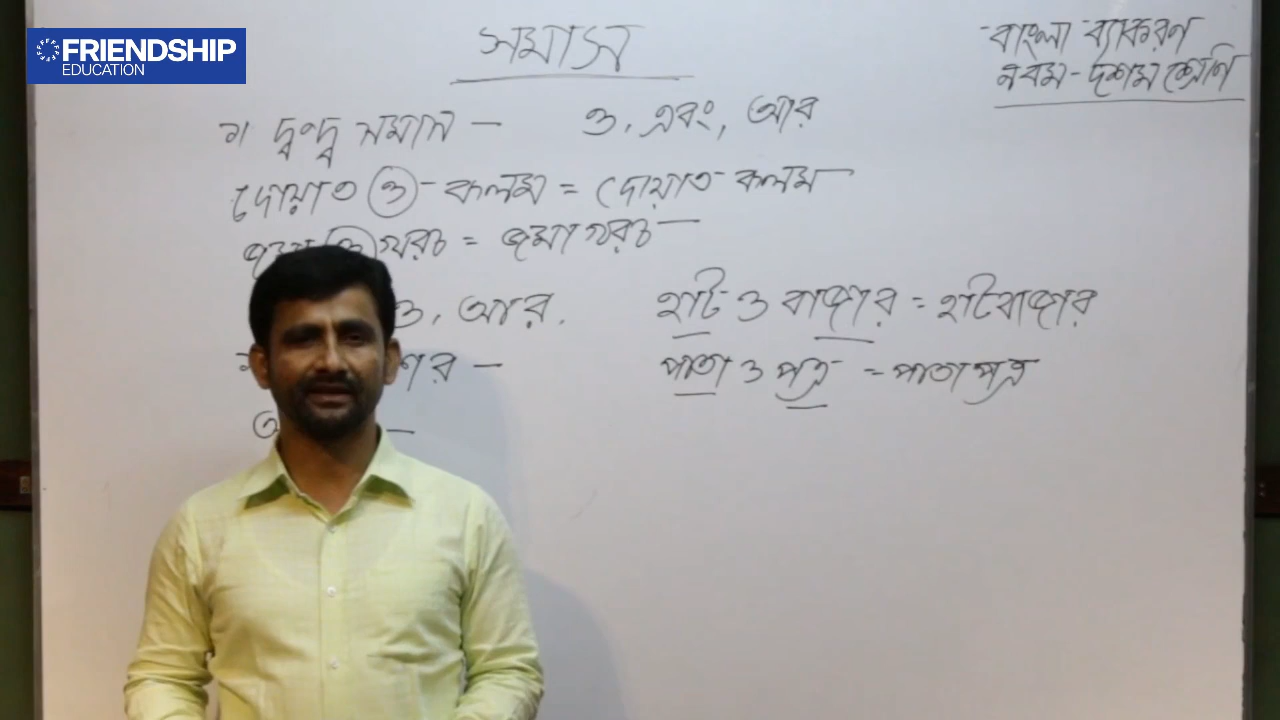 FRIENDSHIP
EDUCATION
সমাস
বাংলা ব্যাকরণ
নবম-দশম শ্রেণি
১। দ্বন্দ্ব সমাস — ও, এবং, আর
দোয়াত ও কলম = দোয়াত কলম
ও খরচ = জমা খরচ
ও, আর.
হাট ও বাজার = হাটবাজার
পাতা ও পত্র = পাতাপত্র